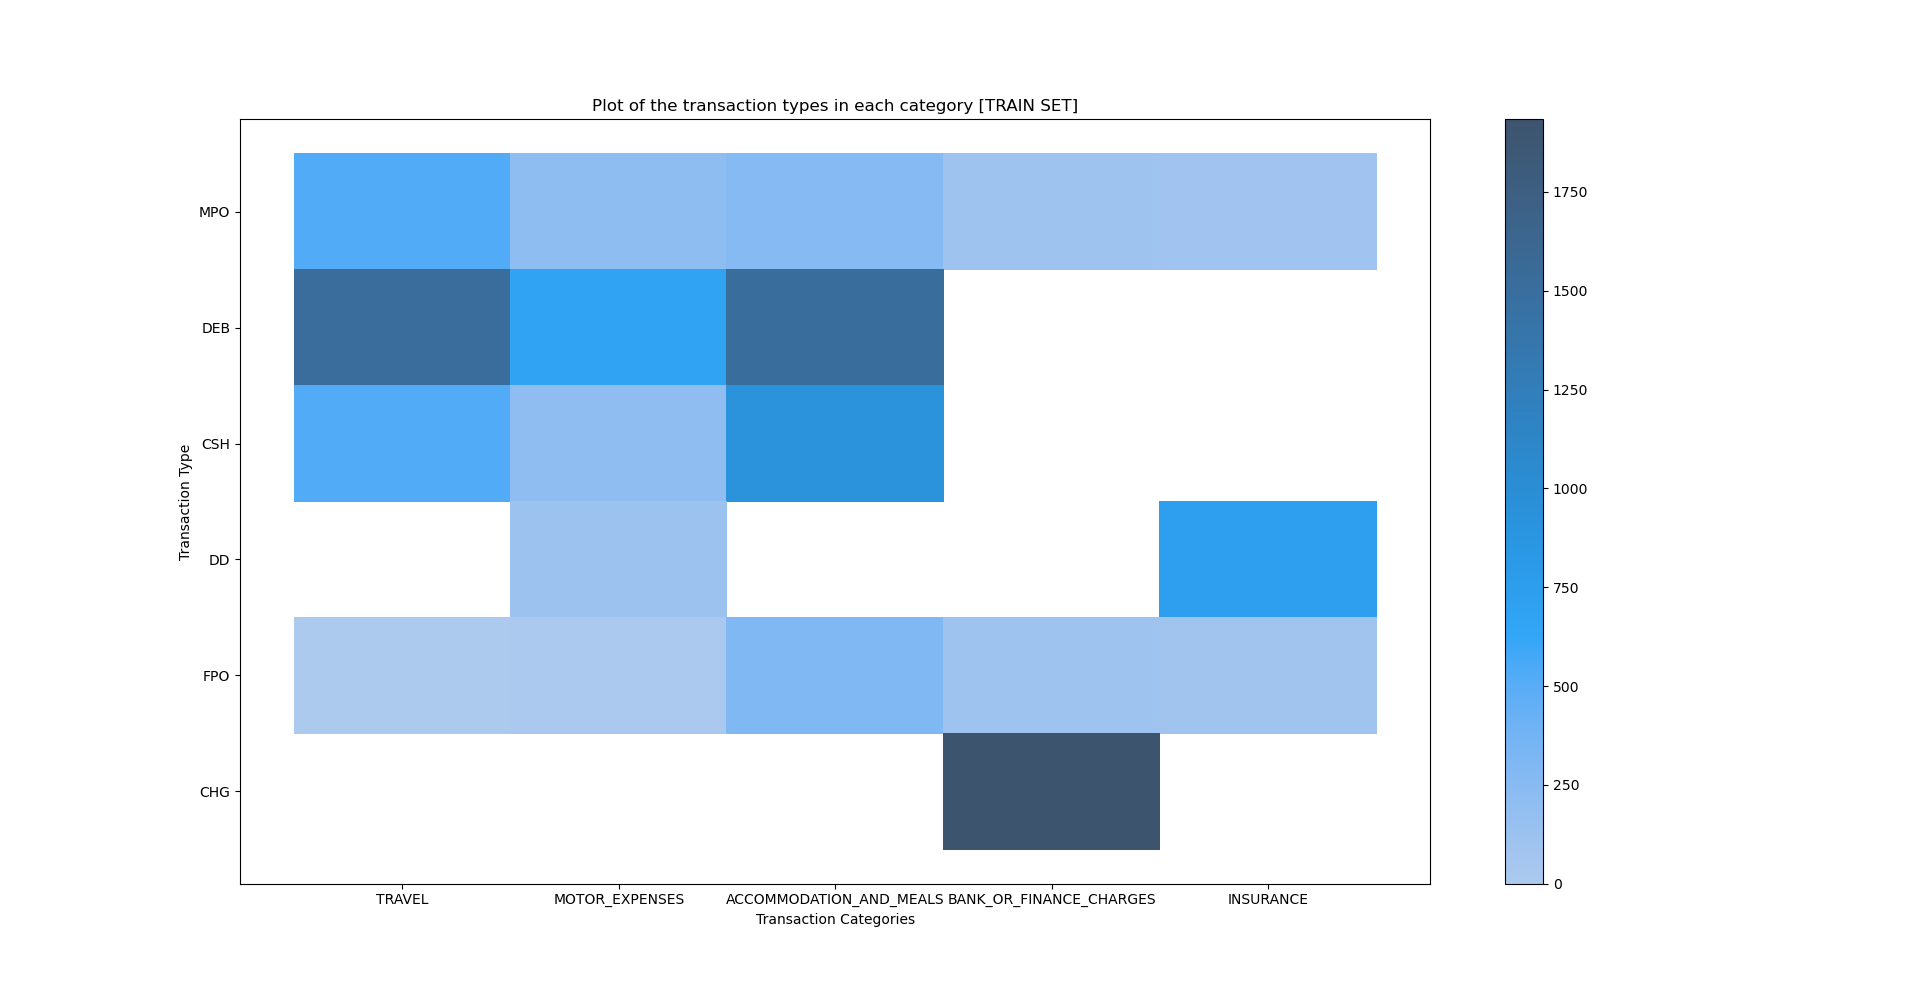 Plot of the transaction types in each category [TRAIN SET]
Transaction Type
MPO
DEB
CSH
DD
FPO
CHG
TRAVEL
MOTOR_EXPENSES
ACCOMMODATION_AND_MEALS
BANK_OR_FINANCE_CHARGES
INSURANCE
Transaction Categories
1750
1500
1250
1000
750
500
250
0